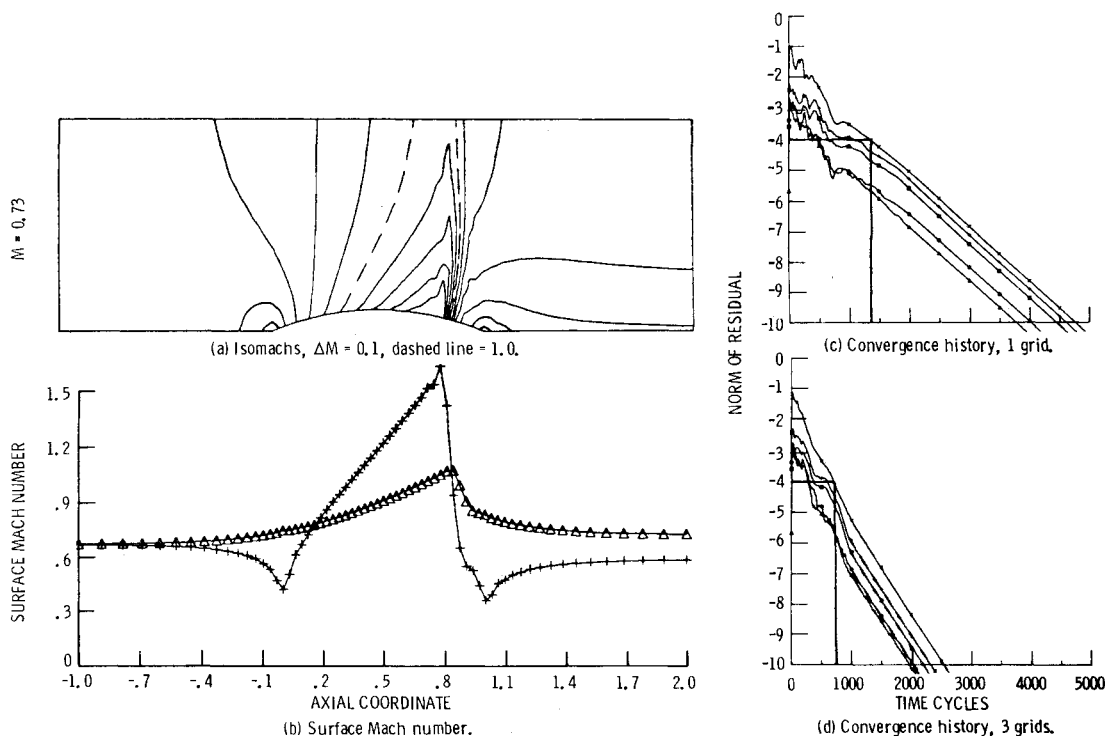 M = 0.73
(a) Isomachs, ΔM = 0.1, dashed line = 1.0.
SURFACE MACH NUMBER
1.5
1.2
.9
.6
.3
0
-1.0 -.7 -.4 -.1 .2 .5 .8 1.1 1.4 1.7 2.0
AXIAL COORDINATE
(b) Surface Mach number.
NORM OF RESIDUAL
0
-1
-2
-3
-4
-5
-6
-7
-8
-9
-10
(c) Convergence history, 1 grid.
0
-1
-2
-3
-4
-5
-6
-7
-8
-9
-10
0 1000 2000 3000 4000 5000
TIME CYCLES
(d) Convergence history, 3 grids.